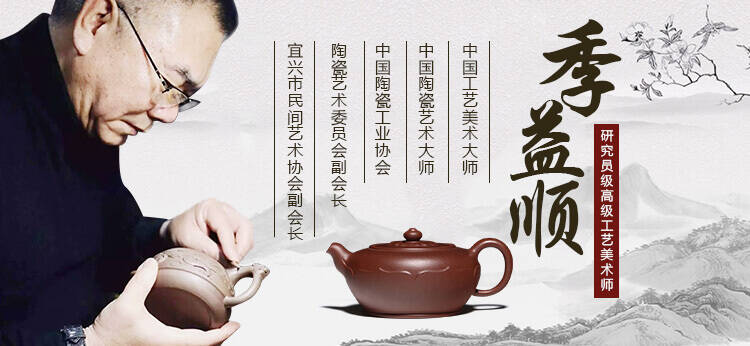 季益顺
研究员级高级工艺美术师
中国工艺美术大师
中国陶瓷艺术大师
中国陶瓷工业协会
陶瓷艺术委员会副会长
宜兴市民间艺术协会副会长